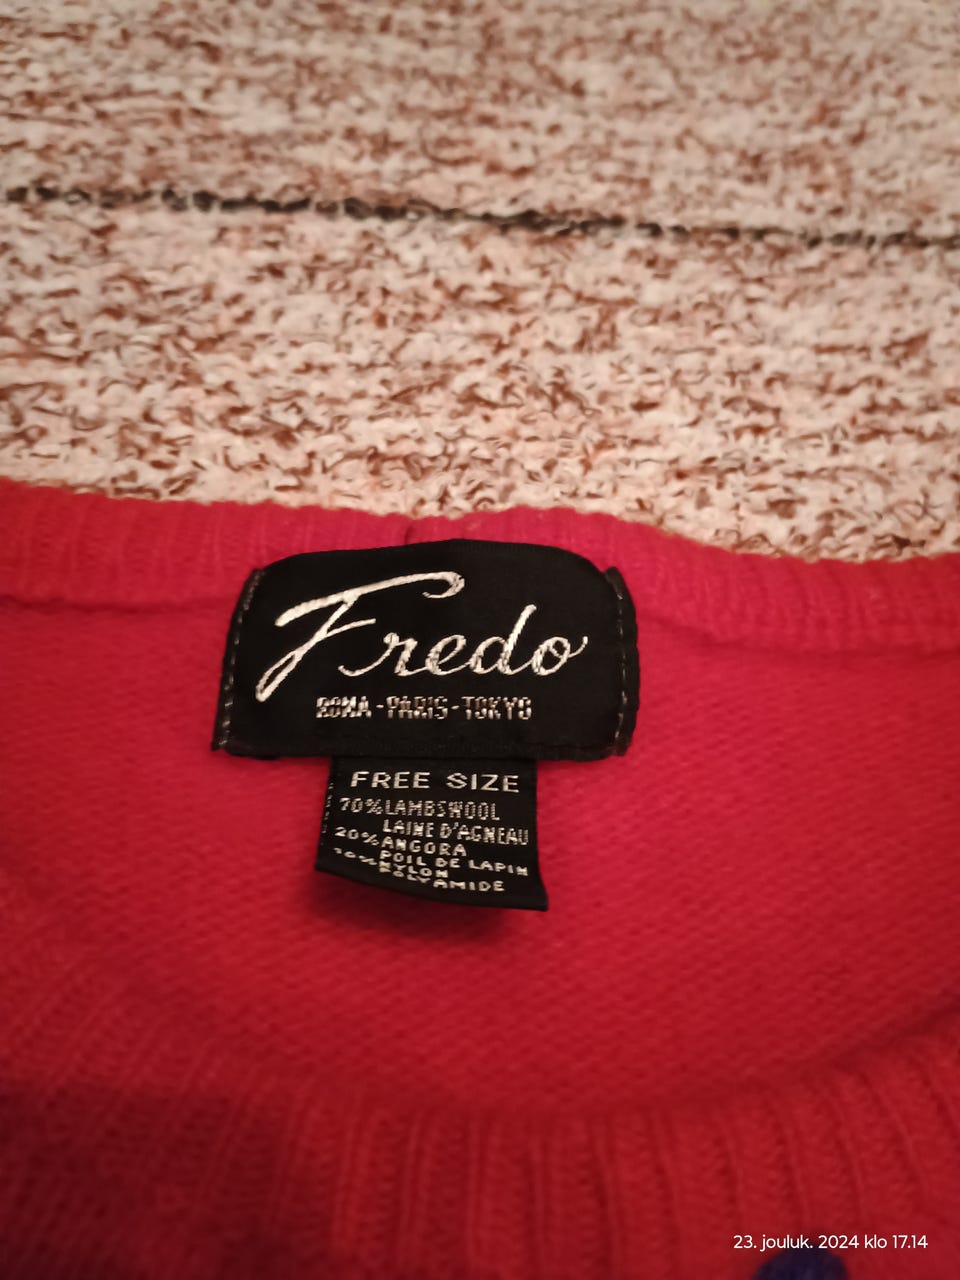 Fredo
ROMA-PARIS-TOKYO
FREE SIZE
70%LAMBSWOOL
LAINE D'AGNEAU
20%ANGORA
POIL DE LAPIN
10%NYLON
POLYAMIDE
23. jouluk. 2024 klo 17.14